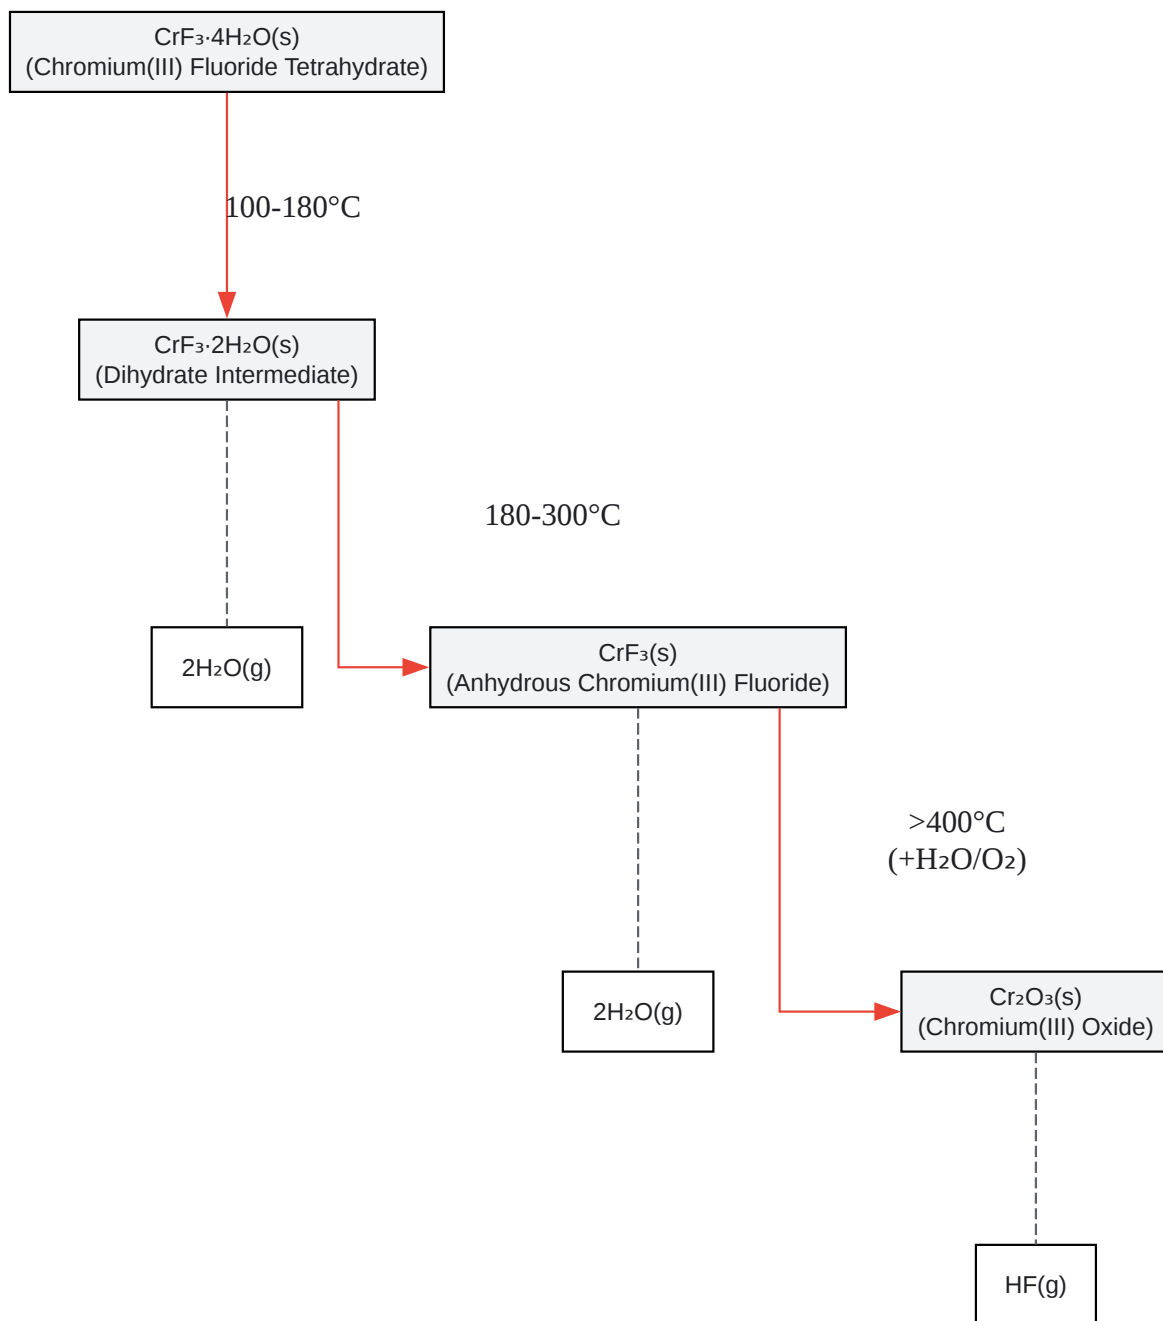 CrF₃·4H₂O(s)
(Chromium(III) Fluoride Tetrahydrate)
100-180°C
CrF₃·2H₂O(s)
(Dihydrate Intermediate)
180-300°C
2H₂O(g)
CrF₃(s)
(Anhydrous Chromium(III) Fluoride)
>400°C
(+H₂O/O₂)
2H₂O(g)
Cr₂O₃(s)
(Chromium(III) Oxide)
HF(g)